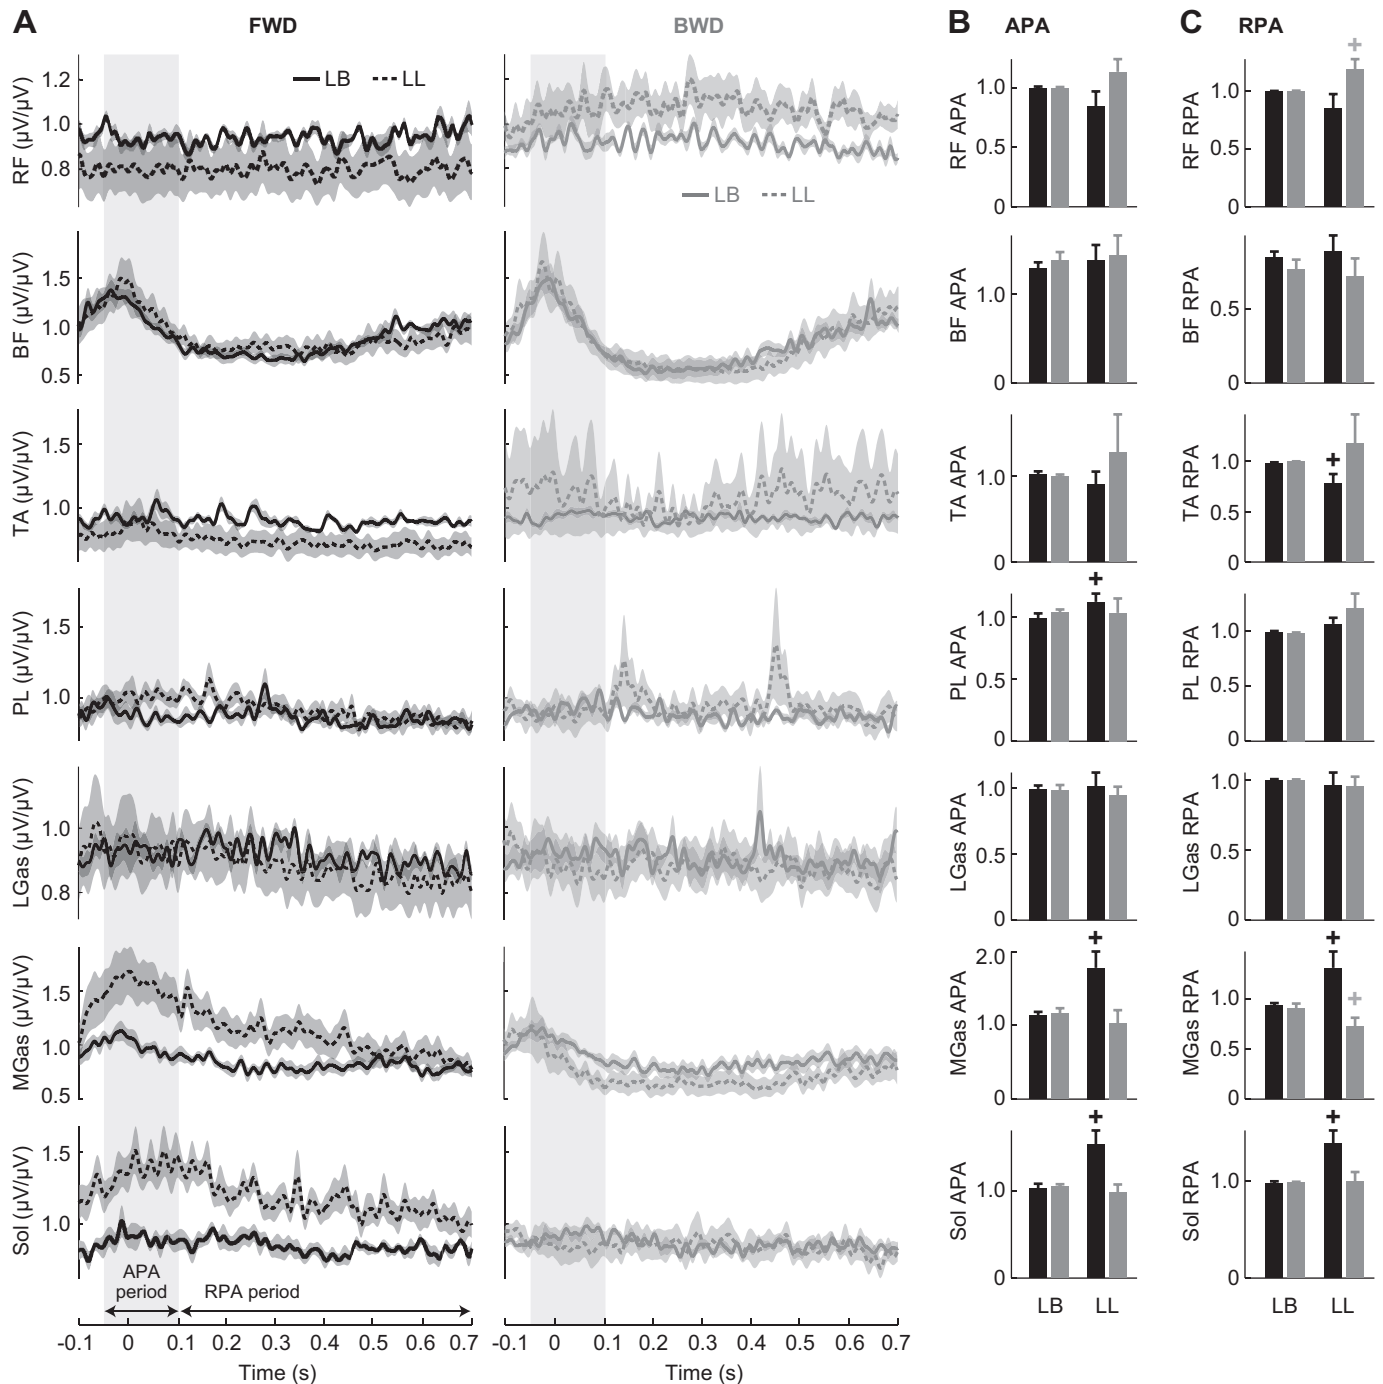 A FWD BWD B APA C RPA
LB LL
RF (µV/µV)
1.2
1.0
0.8
LB LL
RF APA
1.0
0.5
0
RF RPA
1.0
0.5
0
+
BF (µV/µV)
1.5
1.0
0.5
BF APA
1.0
0
BF RPA
0.5
0
TA (µV/µV)
1.5
1.0
TA APA
1.0
0
TA RPA
1.0
0.5
0
+
PL (µV/µV)
1.5
1.0
PL APA
1.0
0.5
0
+
PL RPA
1.0
0.5
0
LGas (µV/µV)
1.0
0.8
LGas APA
1.0
0.5
0
LGas RPA
1.0
0.5
0
MGas (µV/µV)
1.5
1.0
0.5
MGas APA
2.0
1.0
0
+
MGas RPA
1.0
0.5
0
+
+
Sol (µV/µV)
1.5
1.0
Sol APA
1.0
0
+
Sol RPA
1.0
0.5
0
+
APA
period
RPA period
LB LL
LB LL
-0.1 0 0.1 0.2 0.3 0.4 0.5 0.6 0.7
-0.1 0 0.1 0.2 0.3 0.4 0.5 0.6 0.7
Time (s)
Time (s)